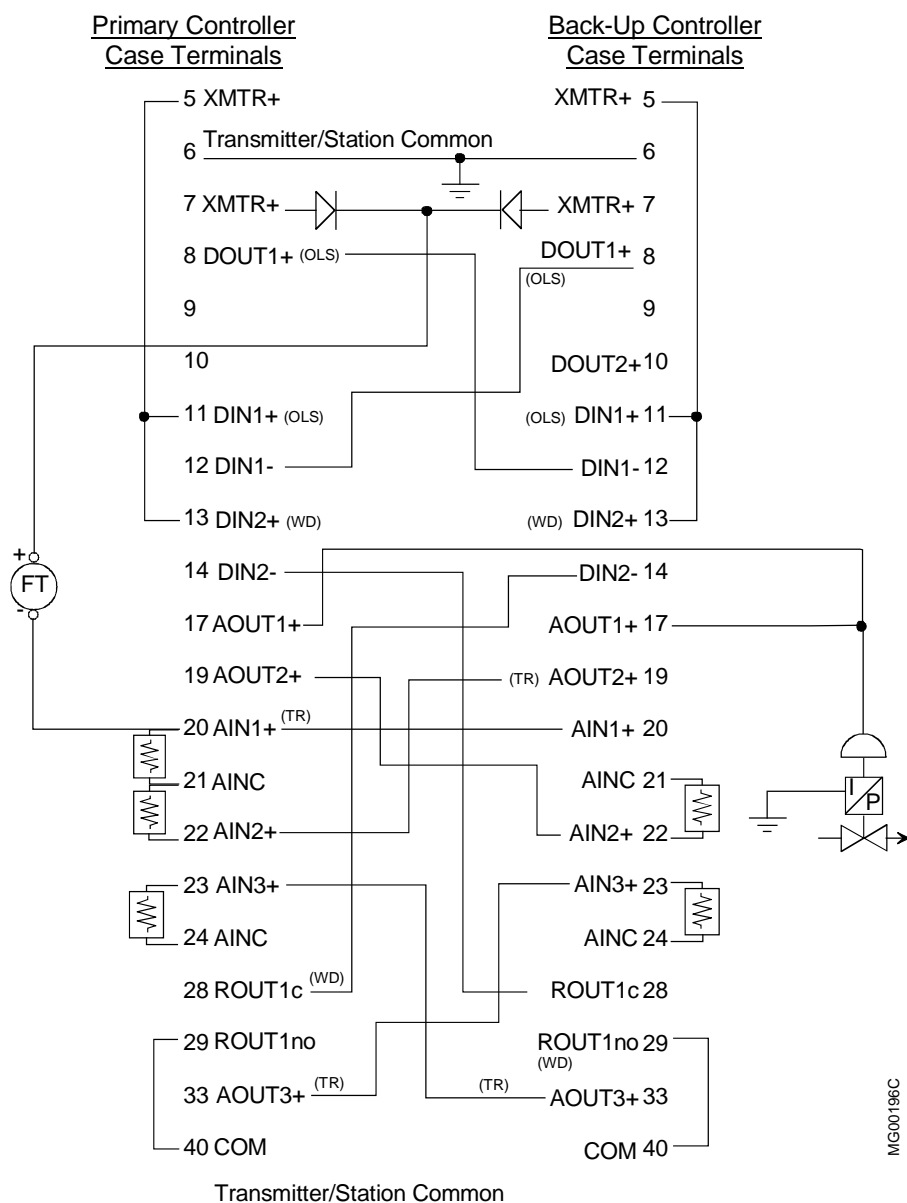 Primary Controller
Case Terminals
Back-Up Controller
Case Terminals
5 XMTR+
XMTR+ 5
6
Transmitter/Station Common
6
7 XMTR+
XMTR+ 7
8 DOUT1+ (OLS)
DOUT1+ 8
(OLS)
9
9
10
DOUT2+ 10
11 DIN1+ (OLS)
(OLS) DIN1+ 11
12 DIN1-
DIN1- 12
13 DIN2+ (WD)
(WD) DIN2+ 13
+
FT
-
14 DIN2-
DIN2- 14
17 AOUT1+
AOUT1+ 17
19 AOUT2+
(TR) AOUT2+ 19
20 AIN1+ (TR)
AIN1+ 20
21 AINC
AINC 21
I
P
22 AIN2+
AIN2+ 22
23 AIN3+
AIN3+ 23
24 AINC
AINC 24
28 ROUT1c (WD)
ROUT1c 28
29 ROUT1no
ROUT1no 29
(WD)
33 AOUT3+ (TR)
(TR) AOUT3+ 33
40 COM
COM 40
Transmitter/Station Common
MG00196C